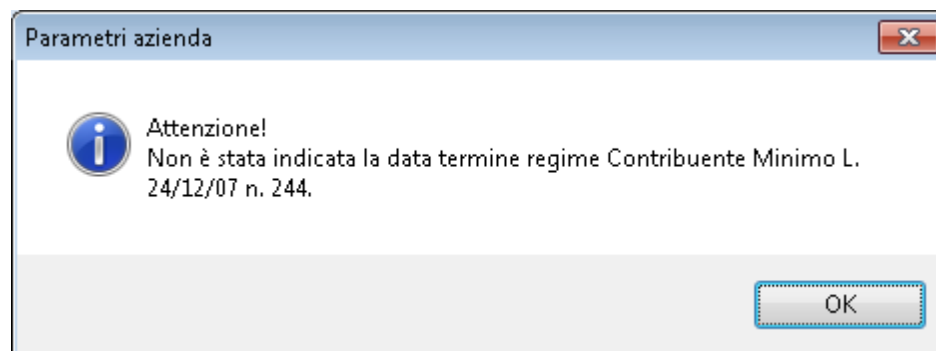 Parametri azienda
Attenzione!
Non è stata indicata la data termine regime Contribuente Minimo L.
24/12/07 n. 244.
OK